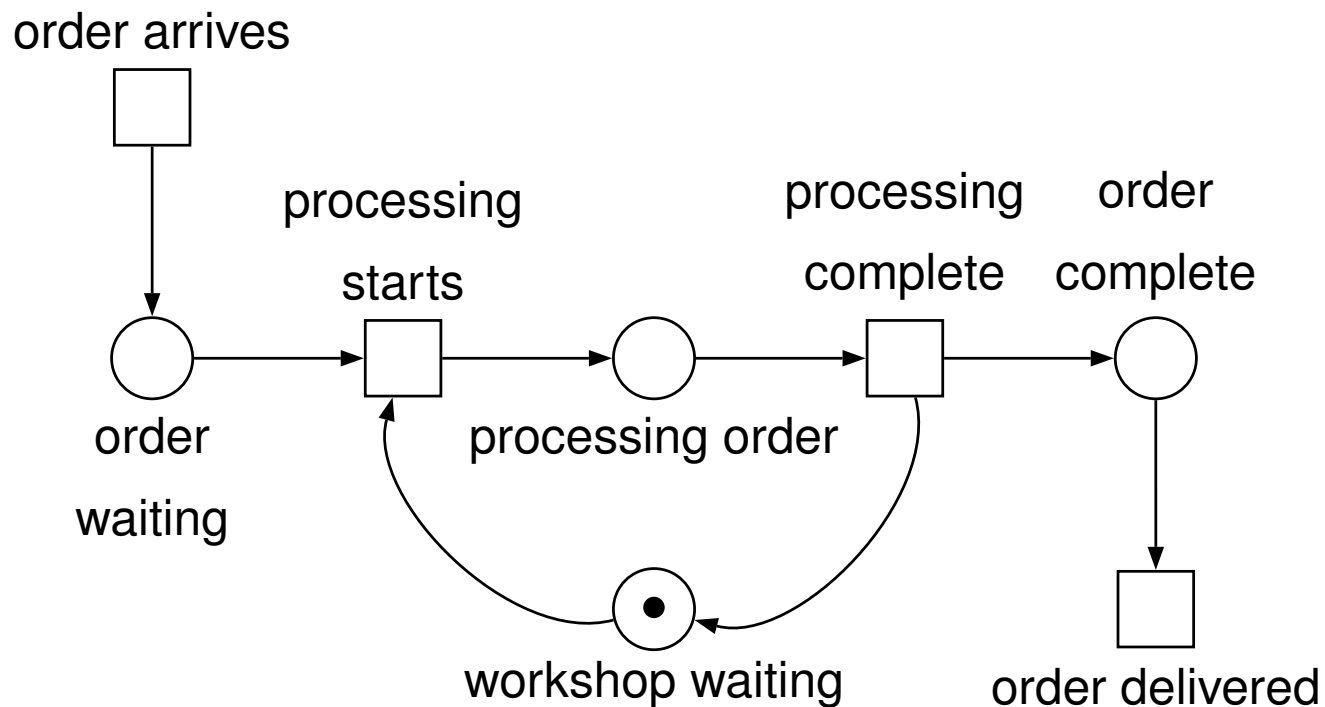 order arrives
processing
starts
processing
complete
order
complete
order
waiting
processing order
workshop waiting
order delivered